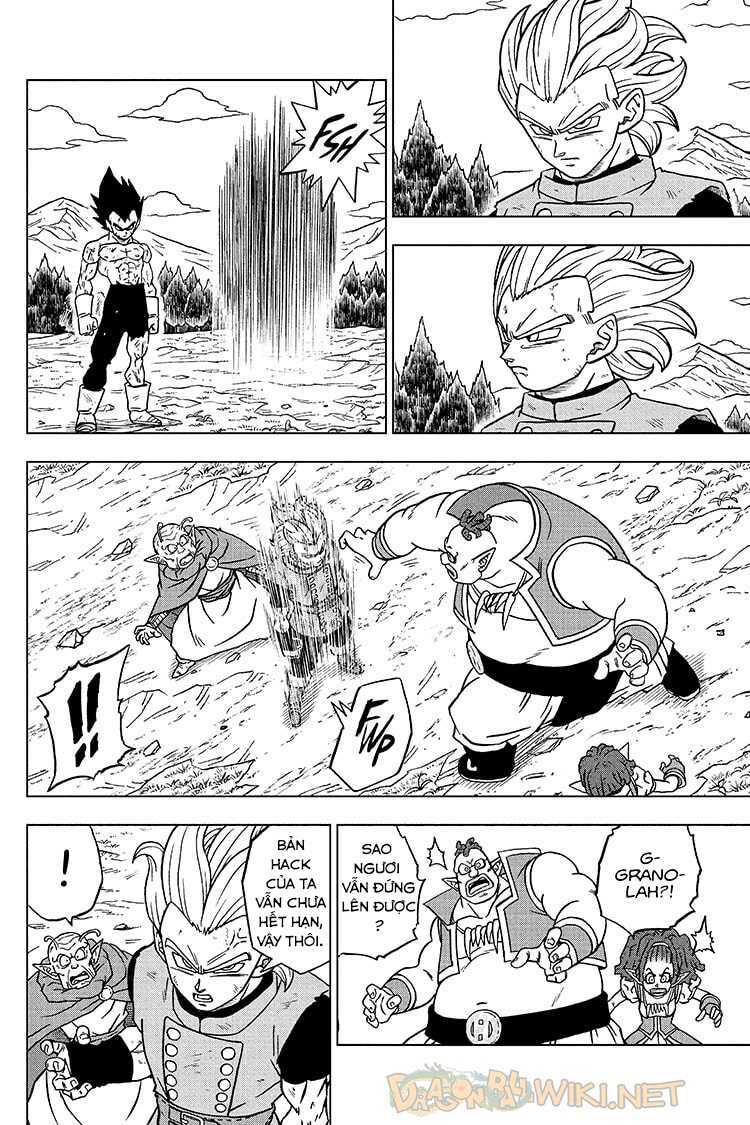 FSH
!!
FWP
G-
GRANO-
LAH?!
SAO
NGƯƠI
VẪN ĐỨNG
LÊN ĐƯỢC
?
BẢN
HACK
CỦA TA
VẪN CHƯA
HẾT HẠN,
VẬY THÔI.
!
DRAGONBALLWIKI.NET